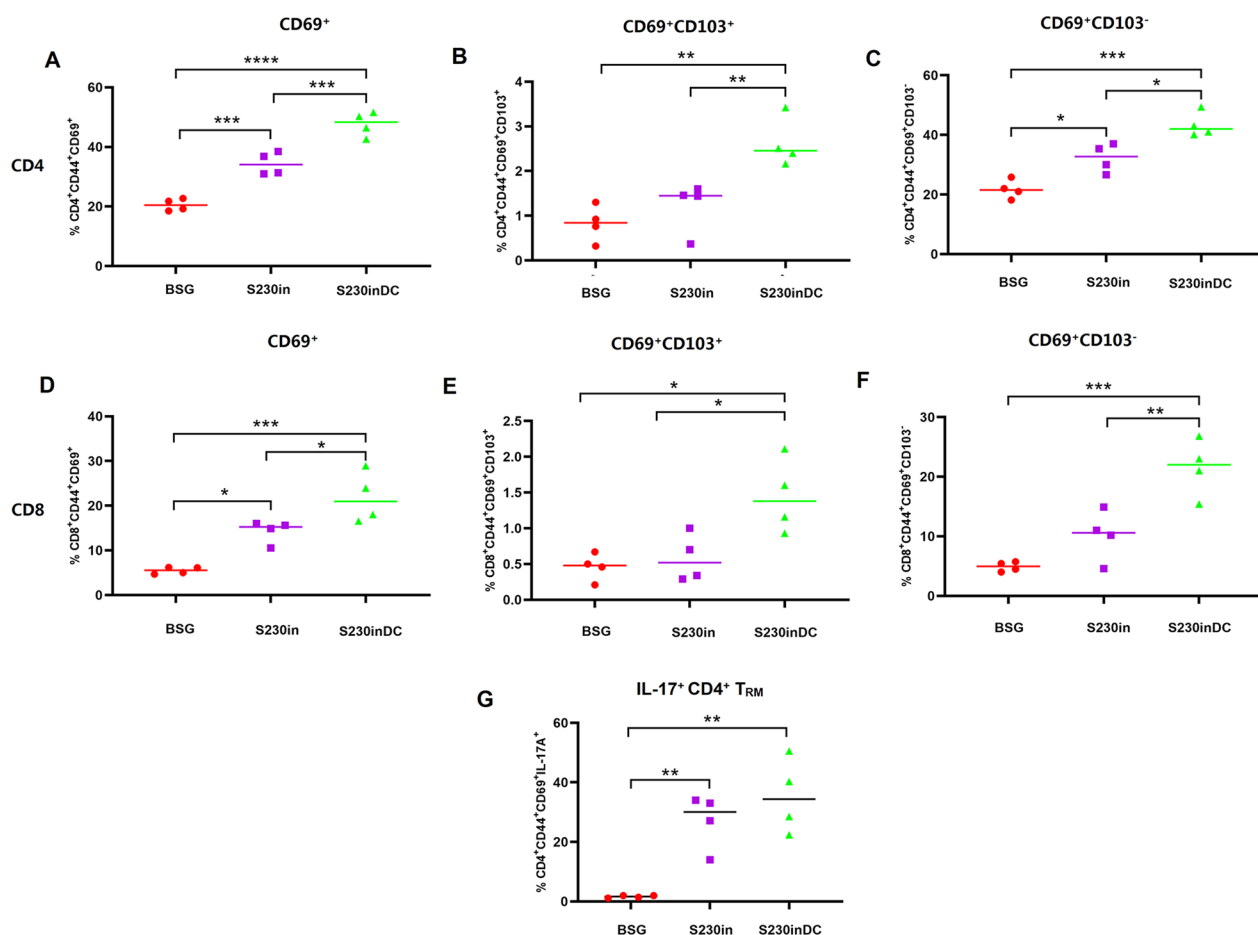 CD69⁺
CD69⁺CD103⁺
CD69⁺CD103⁻
A
****
***
***
60
40
20
0
% CD4⁺CD44⁺CD69⁺
BSG
S230in
S230inDC
B
**
**
4
3
2
1
0
% CD4⁺CD44⁺CD69⁺CD103⁺
BSG
S230in
S230inDC
C
***
*
*
60
40
20
0
% CD4⁺CD44⁺CD69⁺CD103⁻
BSG
S230in
S230inDC
CD4
CD69⁺
CD69⁺CD103⁺
CD69⁺CD103⁻
D
***
*
*
40
30
20
10
0
% CD8⁺CD44⁺CD69⁺
BSG
S230in
S230inDC
E
*
*
2.5
2.0
1.5
1.0
0.5
0.0
% CD8⁺CD44⁺CD69⁺CD103⁺
BSG
S230in
S230inDC
F
***
**
30
20
10
0
% CD8⁺CD44⁺CD69⁺CD103⁻
BSG
S230in
S230inDC
CD8
IL-17⁺ CD4⁺ TRM
G
**
**
60
40
20
0
% CD4⁺CD44⁺CD69⁺IL-17A⁺
BSG
S230in
S230inDC